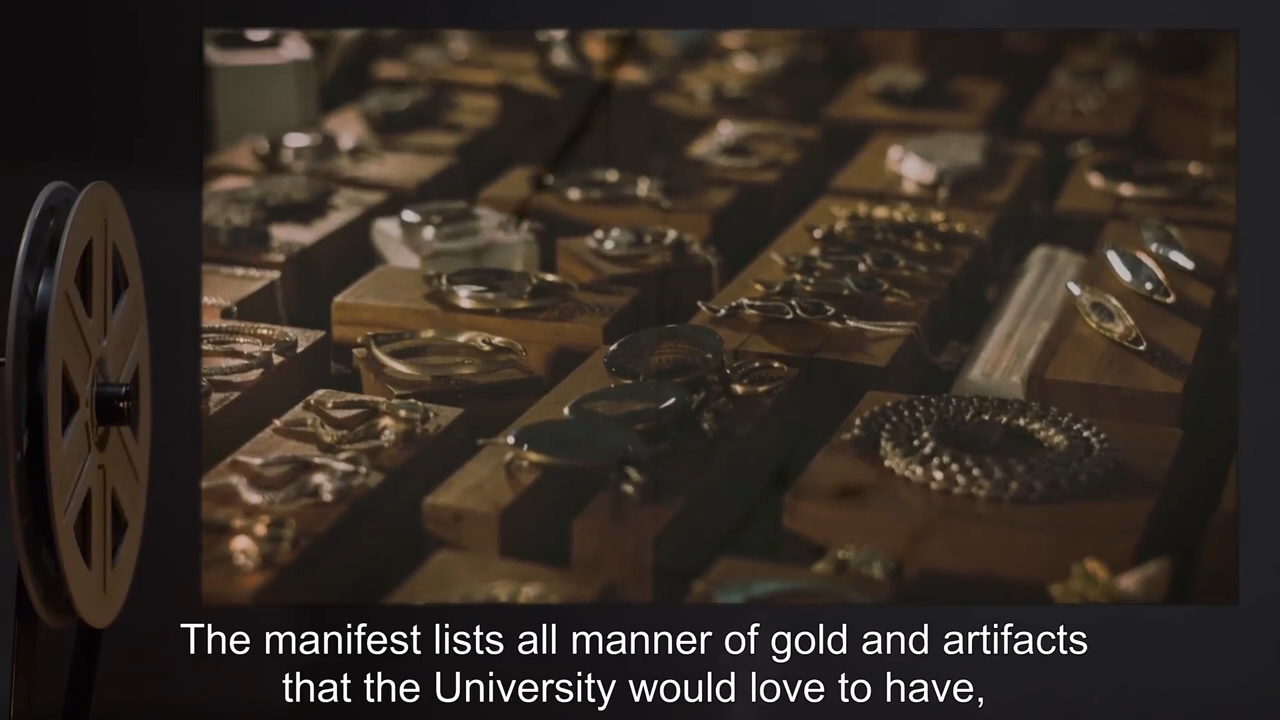 The manifest lists all manner of gold and artifacts
that the University would love to have,